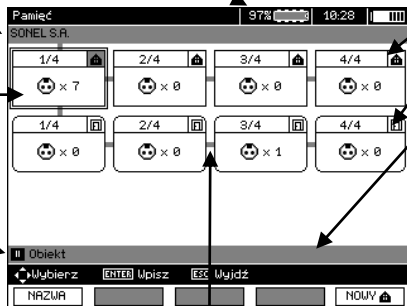 Pamięć 97% 10:28
SONEL S.A.
1/4 2/4 3/4 4/4
x 7 x 0 x 0 x 0
1/4 2/4 3/4 4/4
x 0 x 0 x 1 x 0
Obiekt
Wybierz ENTER Wpisz ESC Wyjdź
NAZWA NOWY